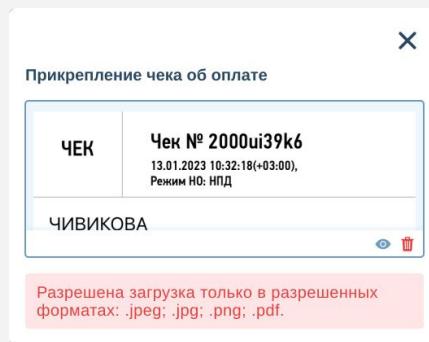 Прикрепление чека об оплате
ЧЕК
Чек № 2000ui39k6
13.01.2023 10:32:18(+03:00),
Режим НО: НПД
ЧИВИКОВА
Разрешена загрузка только в разрешенных
форматах: .jpeg; .jpg; .png; .pdf.